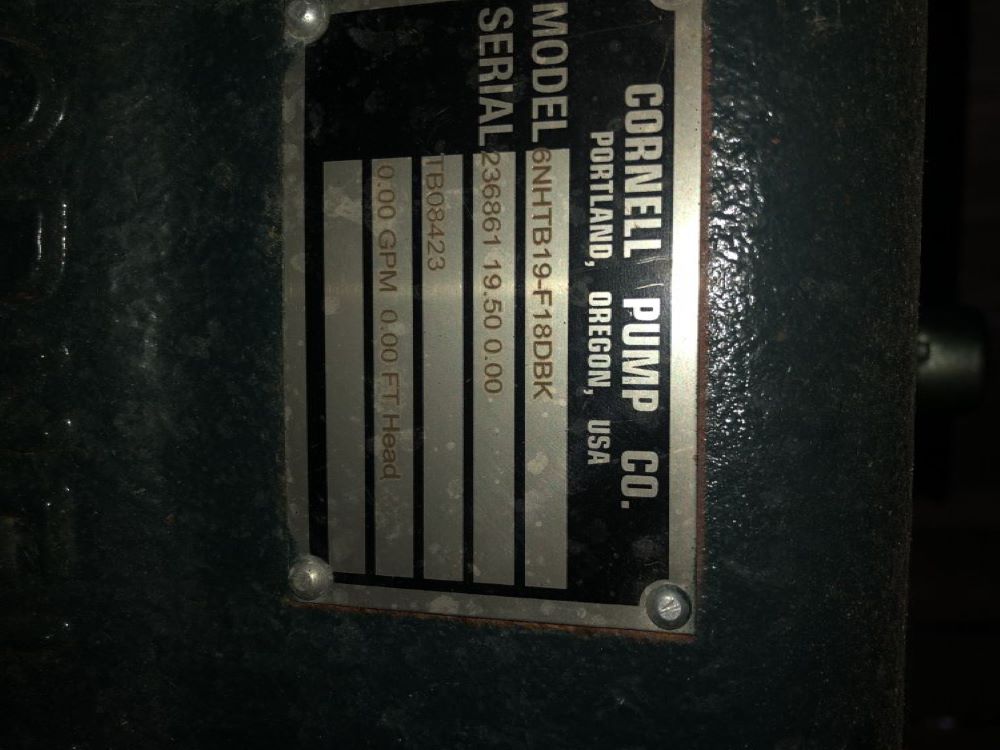 CORNELL PUMP CO.
PORTLAND, OREGON, USA
MODEL 6NHTB19-F18DBK
SERIAL 236861 19.50 0.00
TB08423
0.00 GPM 0.00 FT Head